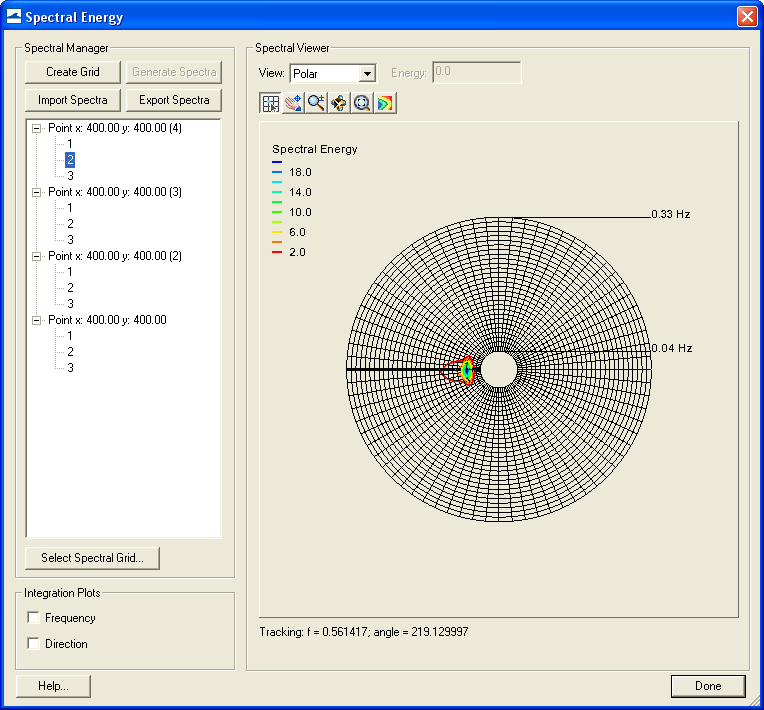 Spectral Energy
Spectral Manager
Create Grid
Generate Spectra
Import Spectra
Export Spectra
Point x: 400.00 y: 400.00 (4)
1
2
3
Point x: 400.00 y: 400.00 (3)
1
2
3
Point x: 400.00 y: 400.00 (2)
1
2
3
Point x: 400.00 y: 400.00
1
2
3
Select Spectral Grid...
Integration Plots
Frequency
Direction
Help...
Spectral Viewer
View: Polar
Energy: 0.0
Spectral Energy
18.0
14.0
10.0
6.0
2.0
0.33 Hz
0.04 Hz
Tracking: f = 0.561417; angle = 219.129997
Done